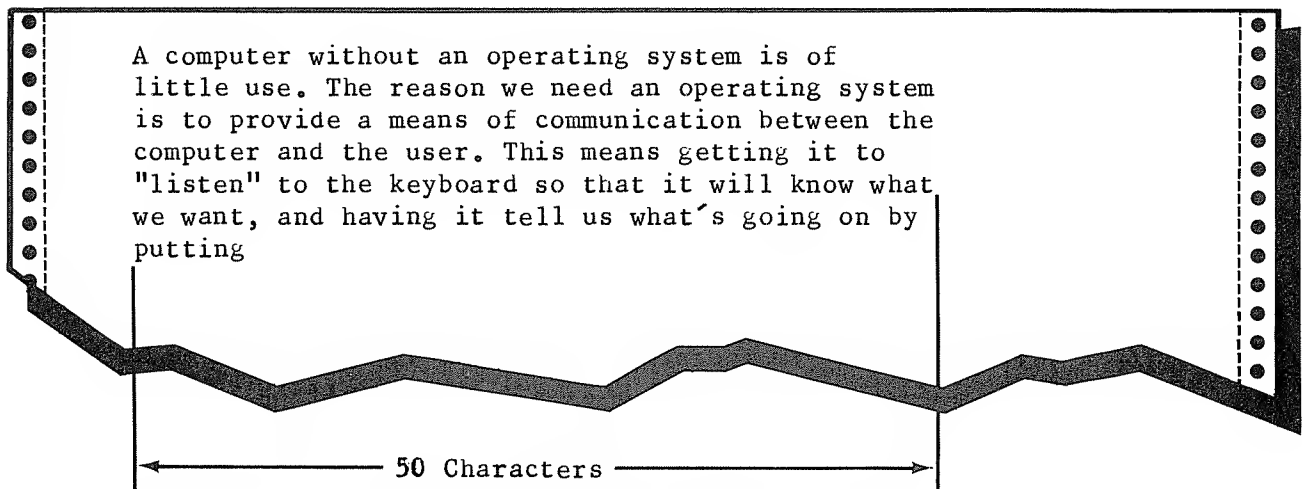 A computer without an operating system is of
little use. The reason we need an operating system
is to provide a means of communication between the
computer and the user. This means getting it to
"listen" to the keyboard so that it will know what
we want, and having it tell us what´s going on by
putting
50 Characters